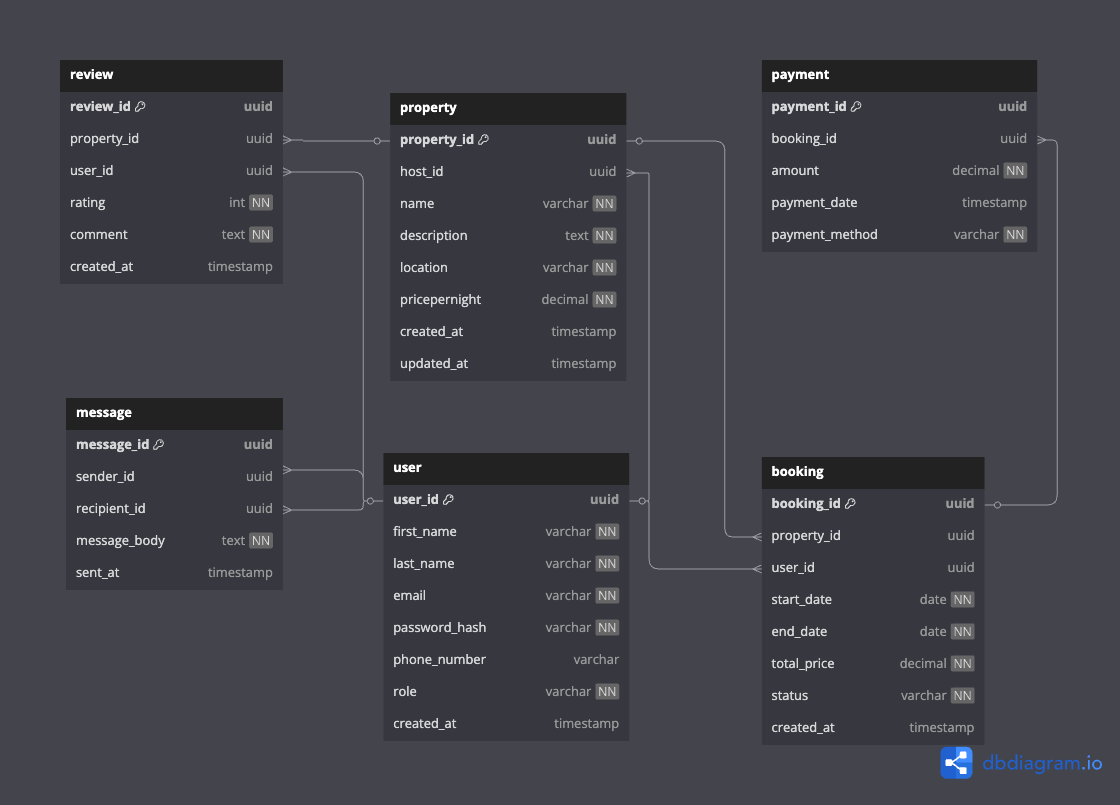 review
review_id uuid
property_id uuid
user_id uuid
rating int NN
comment text NN
created_at timestamp
property
property_id uuid
host_id uuid
name varchar NN
description text NN
location varchar NN
pricepernight decimal NN
created_at timestamp
updated_at timestamp
payment
payment_id uuid
booking_id uuid
amount decimal NN
payment_date timestamp
payment_method varchar NN
message
message_id uuid
sender_id uuid
recipient_id uuid
message_body text NN
sent_at timestamp
user
user_id uuid
first_name varchar NN
last_name varchar NN
email varchar NN
password_hash varchar NN
phone_number varchar
role varchar NN
created_at timestamp
booking
booking_id uuid
property_id uuid
user_id uuid
start_date date NN
end_date date NN
total_price decimal NN
status varchar NN
created_at timestamp
dbdiagram.io